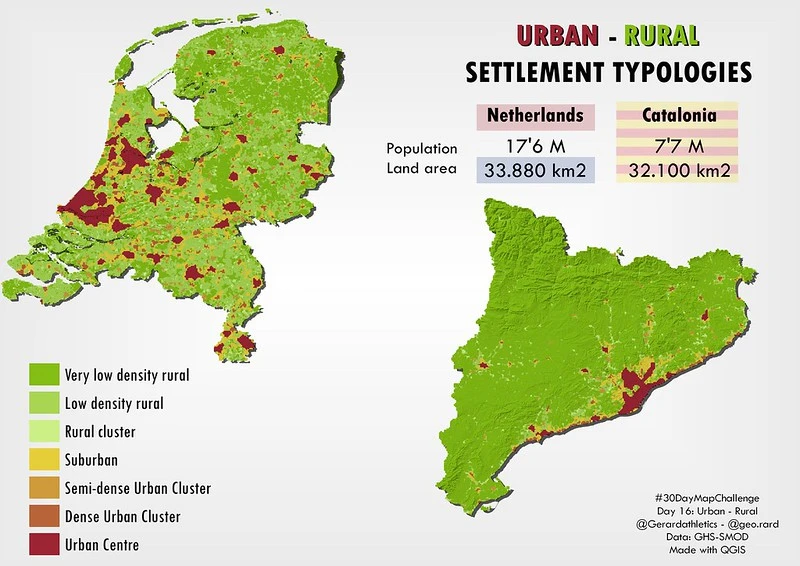 URBAN - RURAL
SETTLEMENT TYPOLOGIES
Netherlands Catalonia
Population 17'6 M 7'7 M
Land area 33.880 km2 32.100 km2
Very low density rural
Low density rural
Rural cluster
Suburban
Semi-dense Urban Cluster
Dense Urban Cluster
Urban Centre
#30DayMapChallenge
Day 16: Urban - Rural
@Gerardathletics - @geo.rard
Data: GHS-SMOD
Made with QGIS